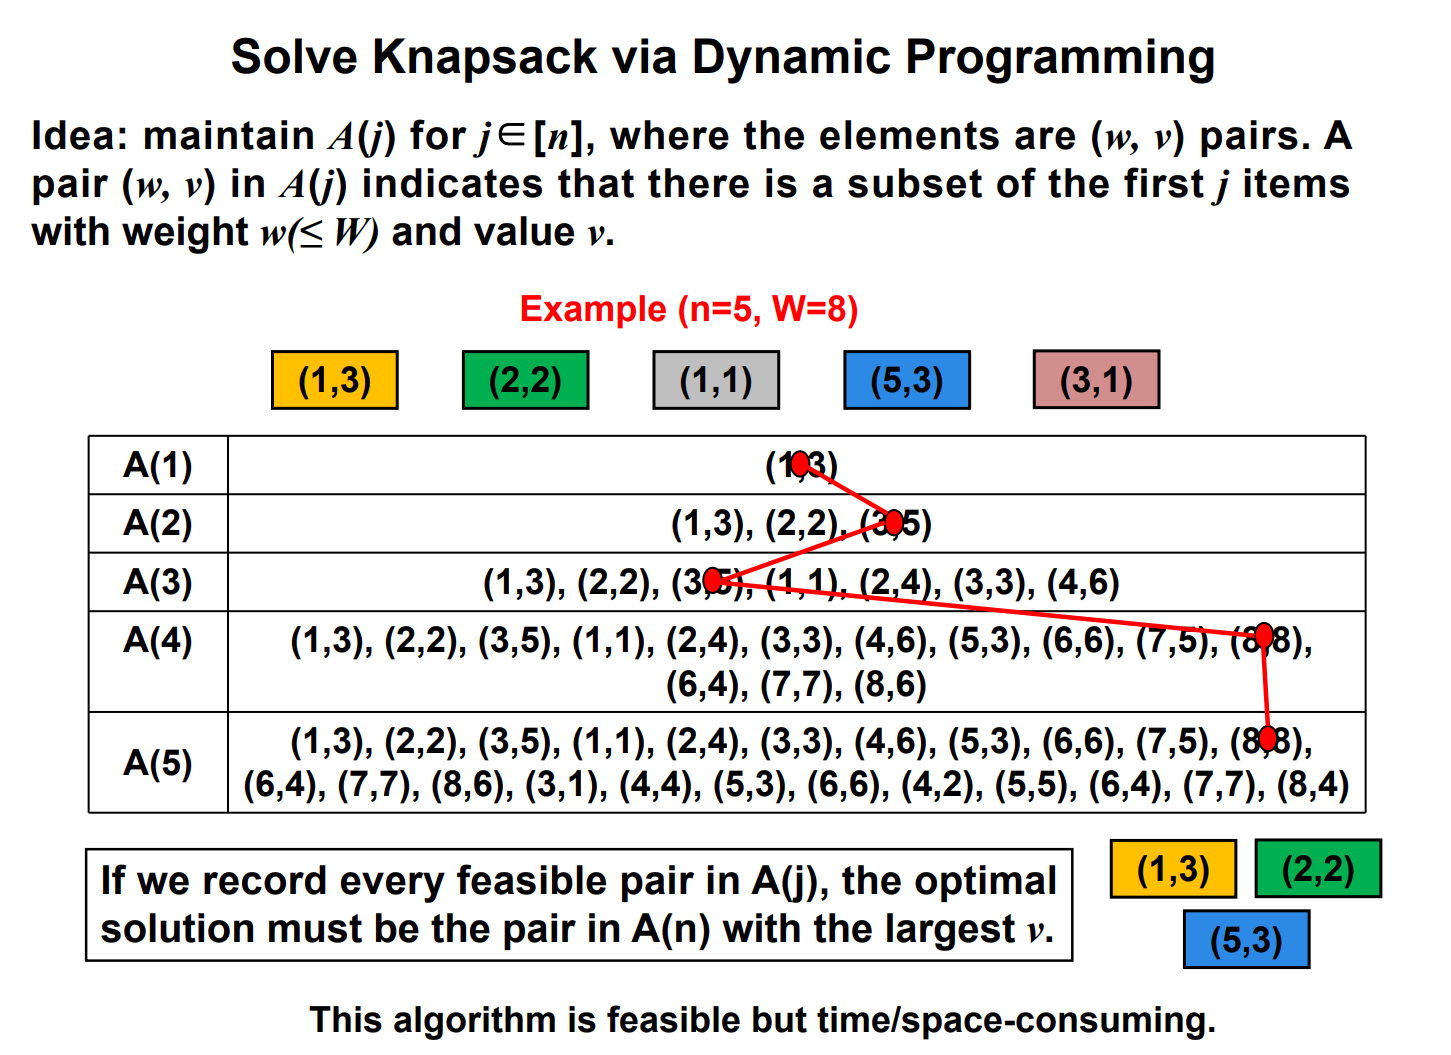 Solve Knapsack via Dynamic Programming
Idea: maintain A(j) for j∈[n], where the elements are (w, v) pairs. A
pair (w, v) in A(j) indicates that there is a subset of the first j items
with weight w(≤ W) and value v.
Example (n=5, W=8)
(1,3) (2,2) (1,1) (5,3) (3,1)
A(1) (1,3)
A(2) (1,3), (2,2), (3,5)
A(3) (1,3), (2,2), (3,5), (1,1), (2,4), (3,3), (4,6)
A(4) (1,3), (2,2), (3,5), (1,1), (2,4), (3,3), (4,6), (5,3), (6,6), (7,5), (8,8),
(6,4), (7,7), (8,6)
A(5) (1,3), (2,2), (3,5), (1,1), (2,4), (3,3), (4,6), (5,3), (6,6), (7,5), (8,8),
(6,4), (7,7), (8,6), (3,1), (4,4), (5,3), (6,6), (4,2), (5,5), (6,4), (7,7), (8,4)
If we record every feasible pair in A(j), the optimal
solution must be the pair in A(n) with the largest v.
(1,3) (2,2)
(5,3)
This algorithm is feasible but time/space-consuming.